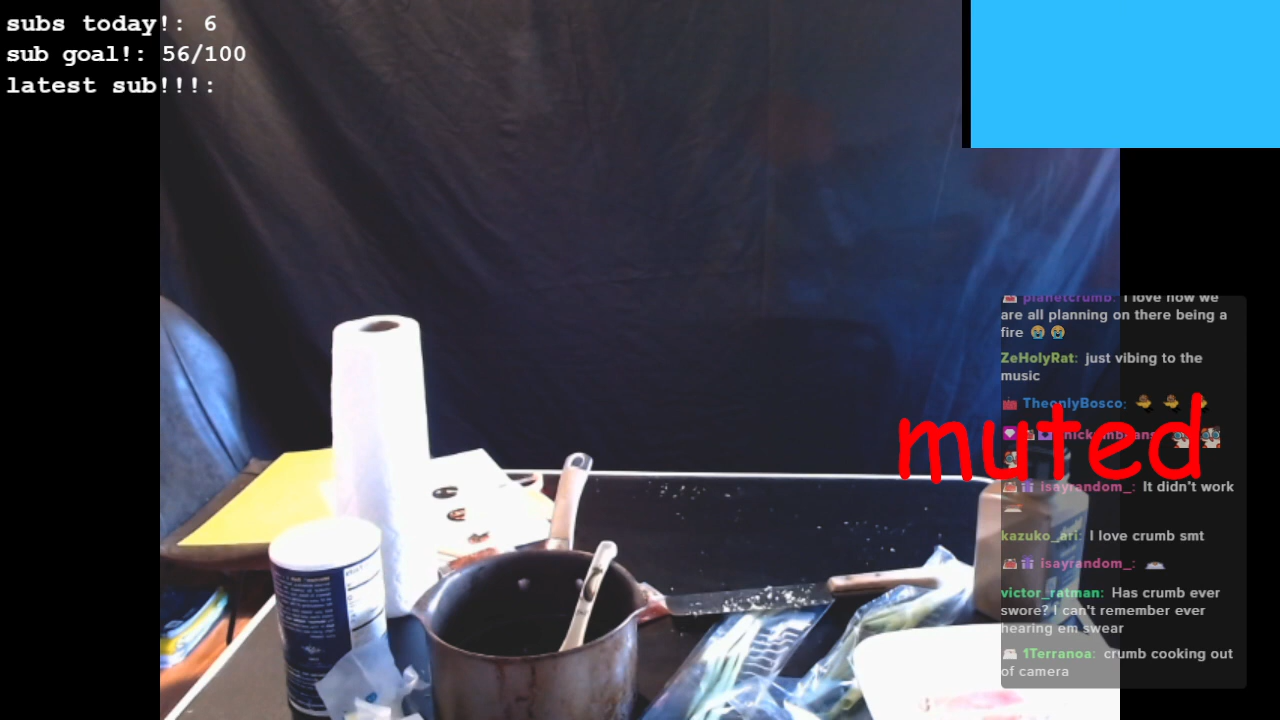 subs today!: 6
sub goal!: 56/100
latest sub!!!:
planetcrumb: I love how we
are all planning on there being a
fire 😭 😭
ZeHolyRat: just vibing to the
music
TheonlyBosco:
muted
isayrandom_: It didn't work
kazuko_ari: I love crumb smt
isayrandom_:
victor_ratman: Has crumb ever
swore? I can't remember ever
hearing em swear
1Terranoa: crumb cooking out
of camera